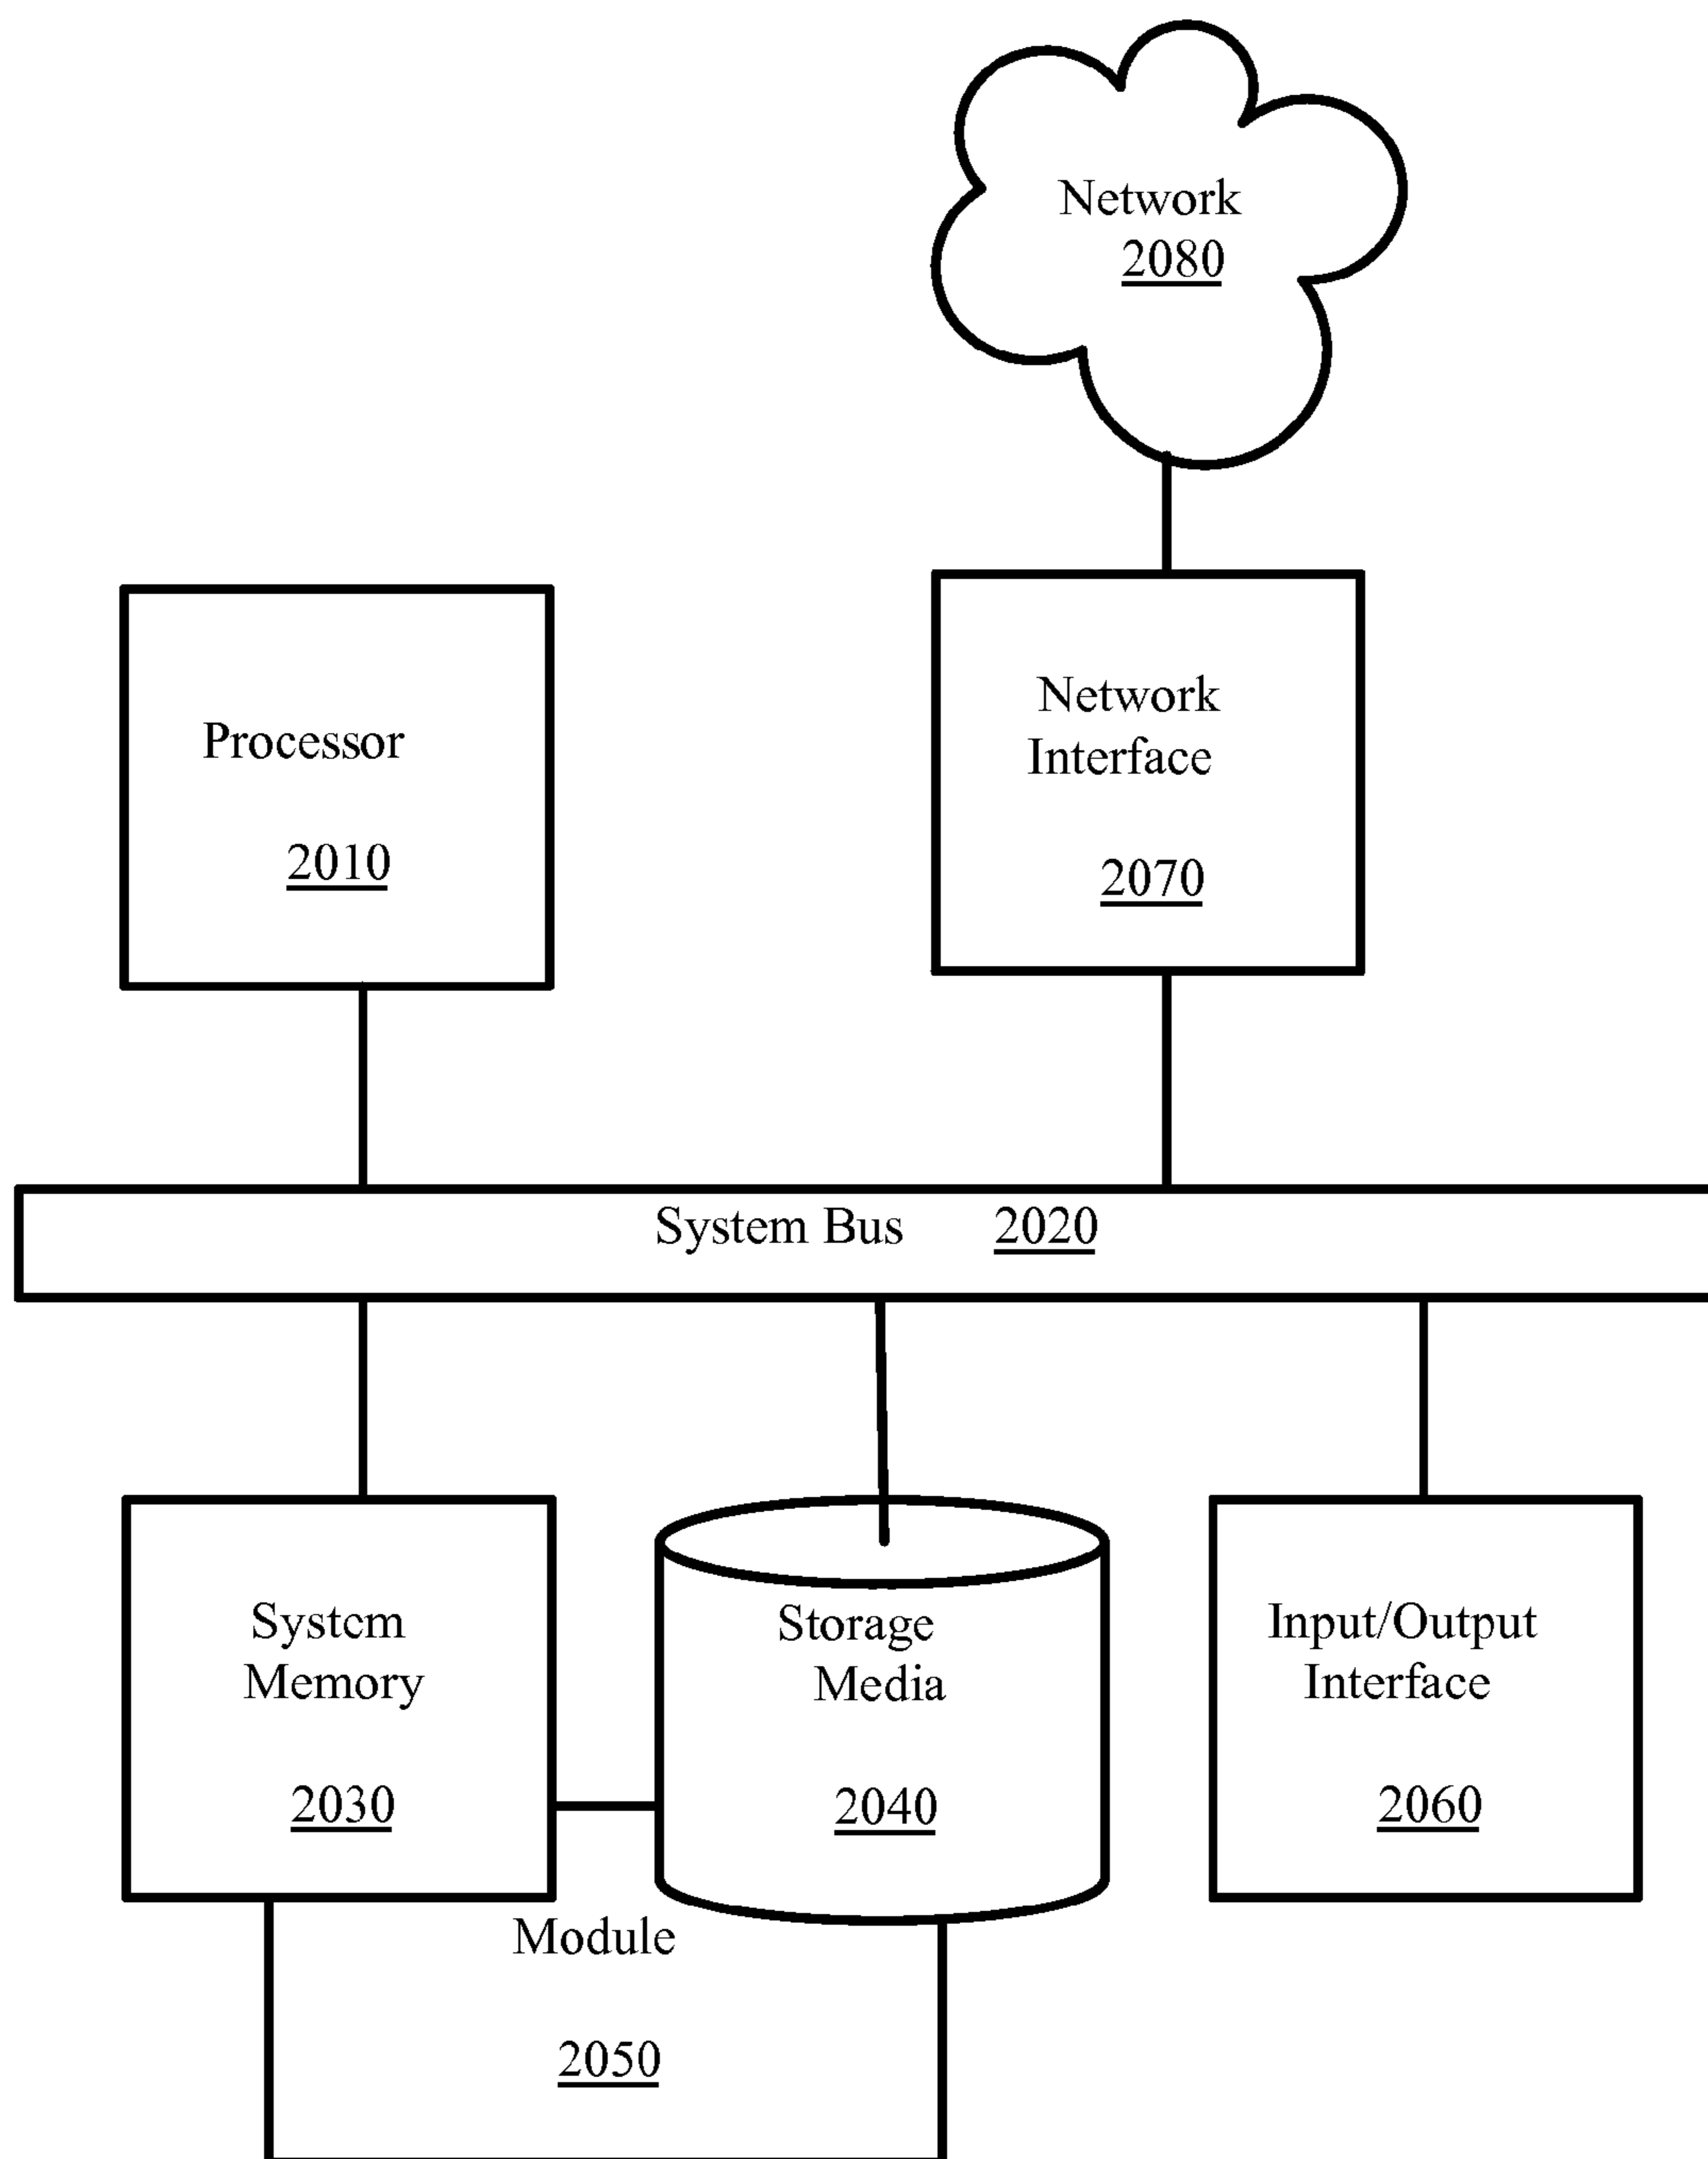 Network
2080
Processor
2010
Network
Interface
2070
System Bus 2020
System
Memory
2030
Storage
Media
2040
Input/Output
Interface
2060
Module
2050